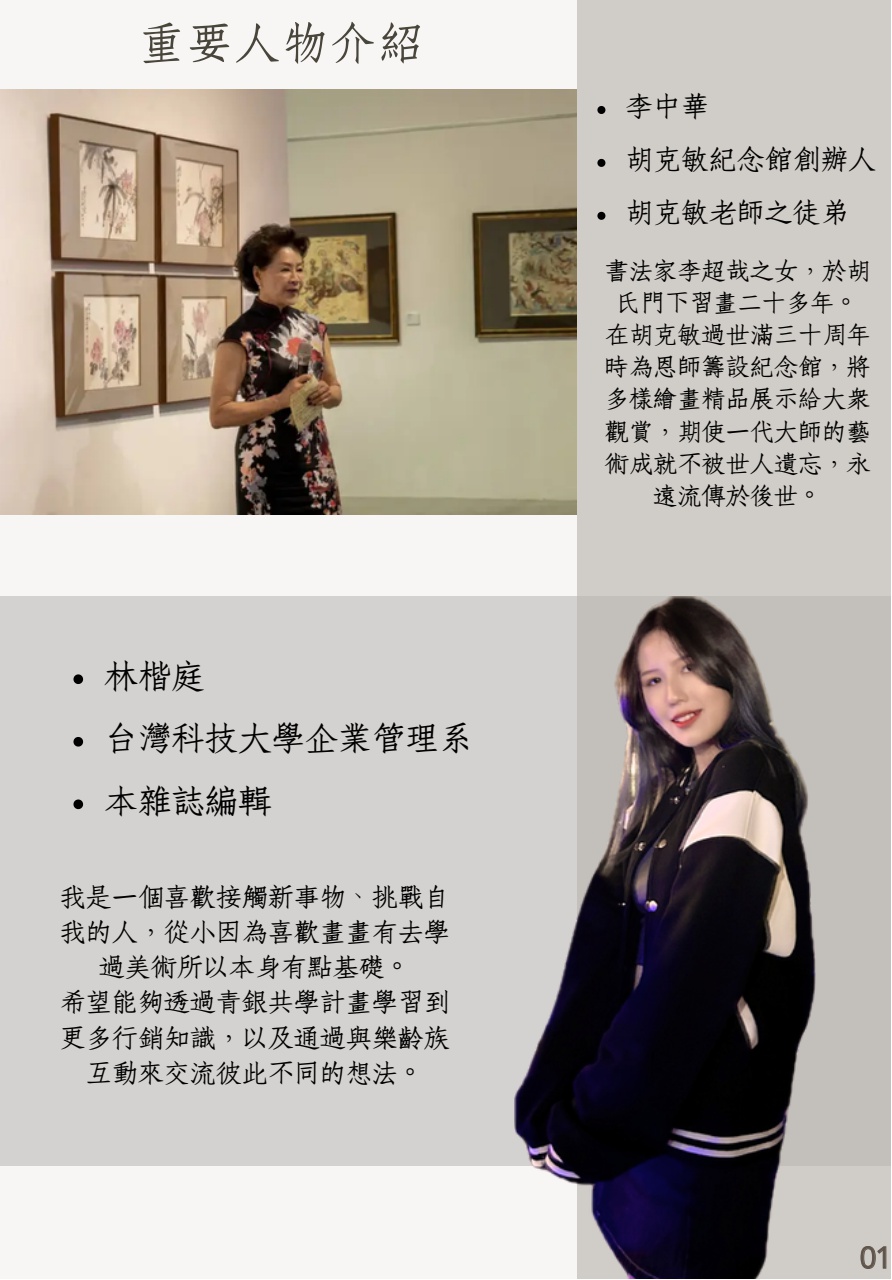 重要人物介紹
• 李中華
• 胡克敏紀念館創辦人
• 胡克敏老師之徒弟
書法家李超哉之女，於胡
氏門下習畫二十多年。
在胡克敏過世滿三十周年
時為恩師籌設紀念館，將
多樣繪畫精品展示給大衆
觀賞，期使一代大師的藝
術成就不被世人遺忘，永
遠流傳於後世。
• 林楷庭
• 台灣科技大學企業管理系
• 本雜誌編輯
我是一個喜歡接觸新事物、挑戰自
我的人，從小因為喜歡畫畫有去學
過美術所以本身有點基礎。
希望能夠透過青銀共學計畫學習到
更多行銷知識，以及通過與樂齡族
互動來交流彼此不同的想法。
01